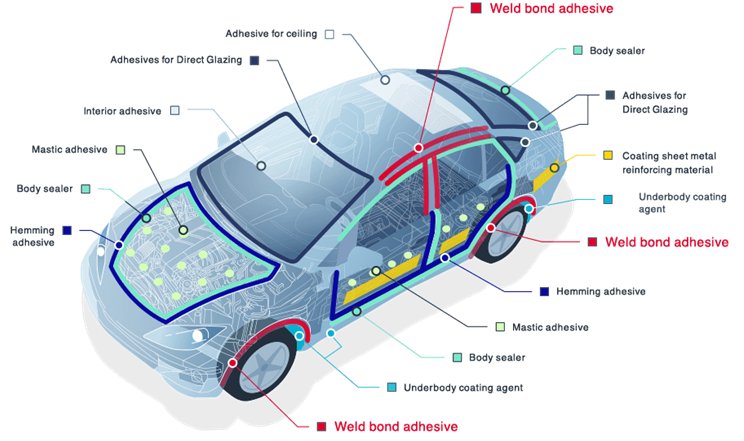 Weld bond adhesive
Adhesive for ceiling
Body sealer
Adhesives for Direct Glazing
Adhesives for
Direct Glazing
Interior adhesive
Mastic adhesive
Coating sheet metal
reinforcing material
Body sealer
Underbody coating
agent
Hemming
adhesive
Weld bond adhesive
Hemming adhesive
Mastic adhesive
Body sealer
Underbody coating agent
Weld bond adhesive